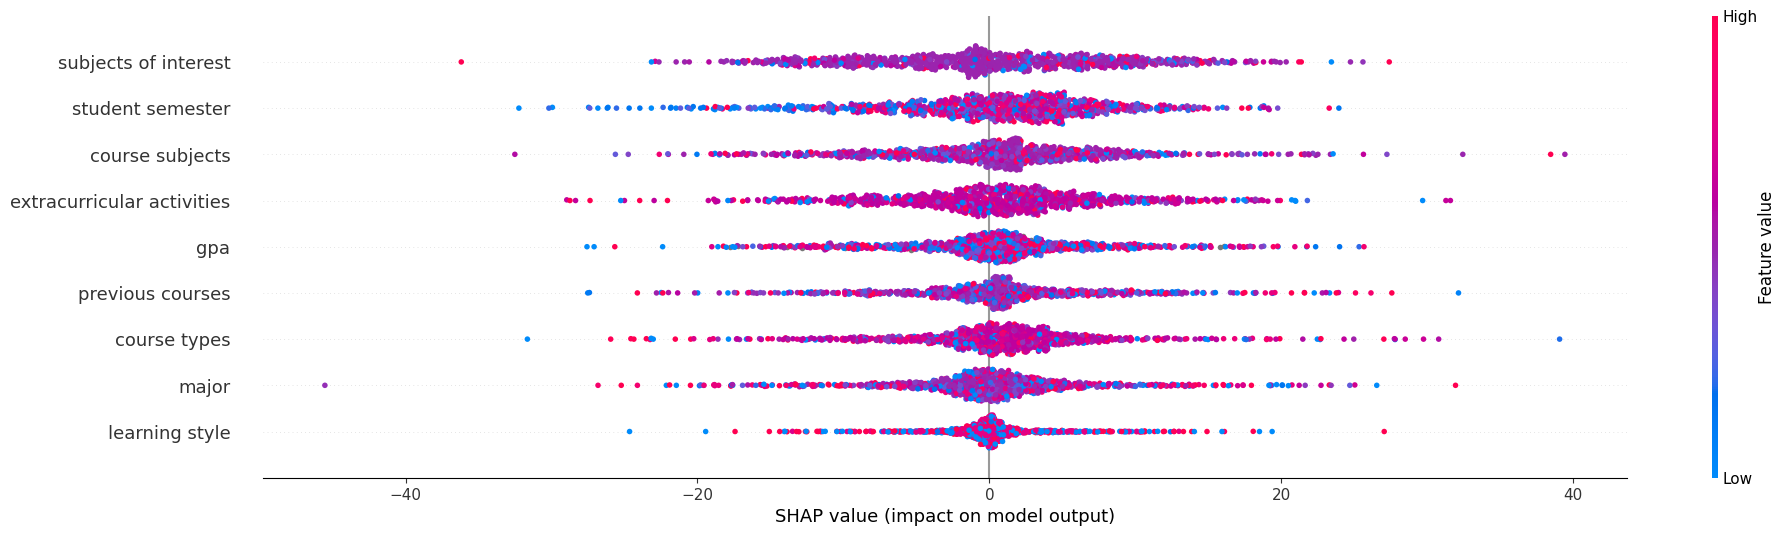 High
subjects of interest
student semester
course subjects
extracurricular activities
gpa
previous courses
course types
major
learning style
Feature value
Low
−40 −20 0 20 40
SHAP value (impact on model output)